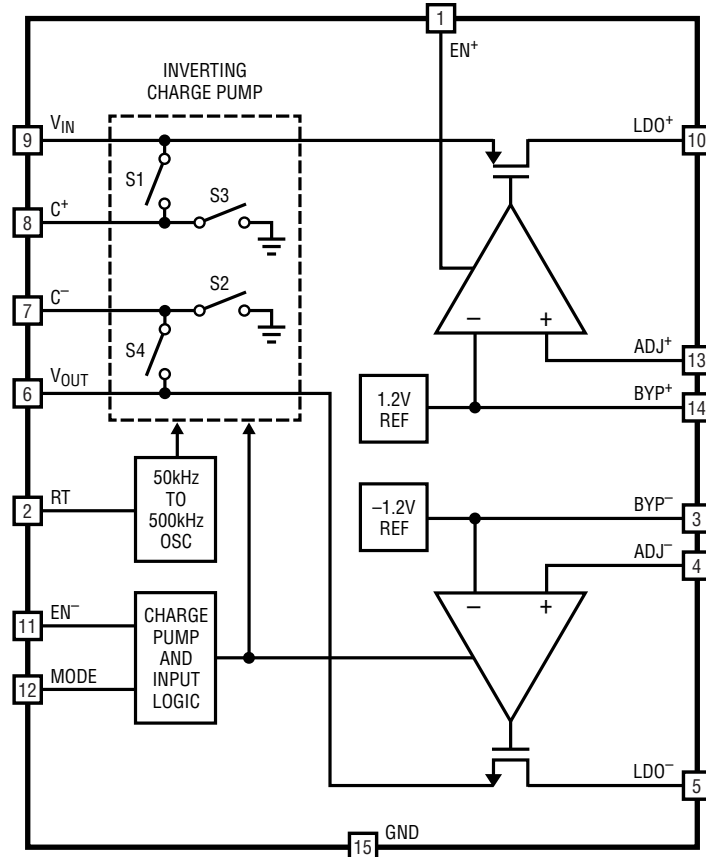 1
EN⁺
INVERTING
CHARGE PUMP
9
V_IN
LDO⁺
10
S1
S3
8
C⁺
7
C⁻
S2
S4
6
V_OUT
–
+
ADJ⁺
13
1.2V
REF
BYP⁺
14
50kHz
TO
500kHz
OSC
2
RT
–1.2V
REF
BYP⁻
3
ADJ⁻
4
11
EN⁻
12
MODE
CHARGE
PUMP
AND
INPUT
LOGIC
–
+
LDO⁻
5
15
GND